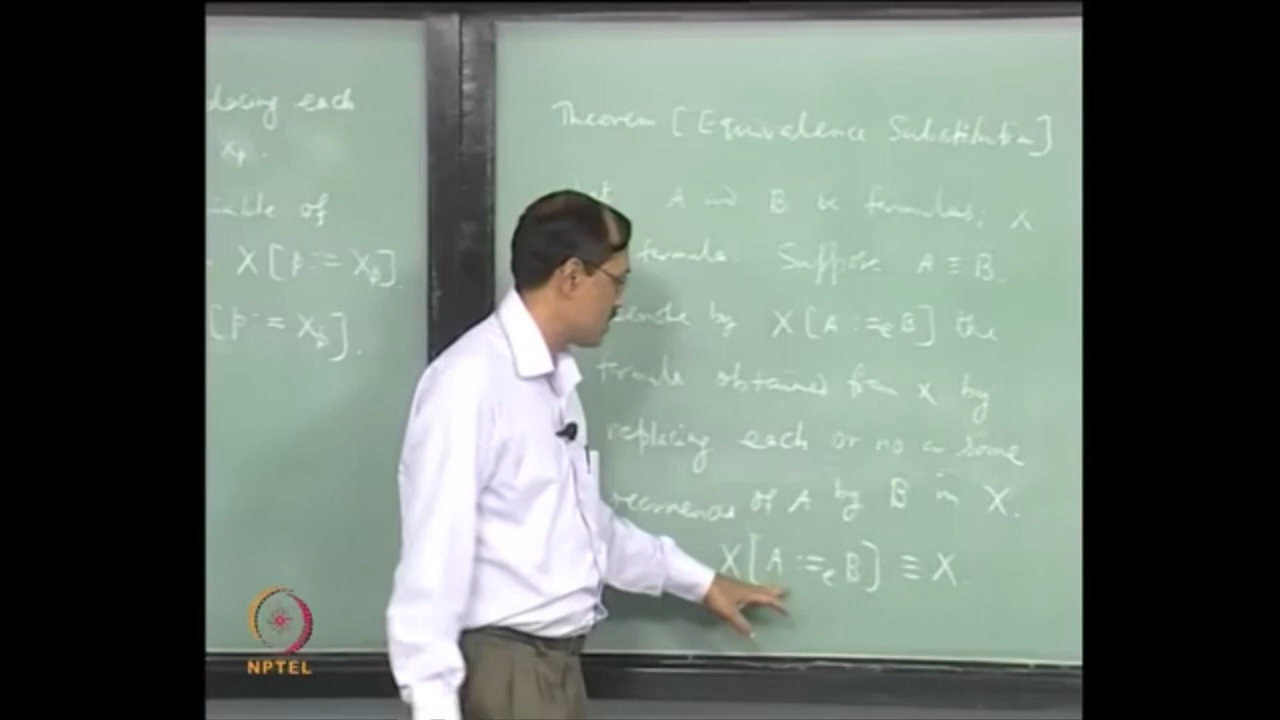 lacing each
xp.
iable of
X[p := Xp].
[p := Xp].
Theorem [Equivalence Substitution]
A and B be formulas, X
formula. Suppose A ≡ B.
by X[A :=e B] the
formula obtained from X by
replacing each or no or some
occurrences of A by B in X.
X[A :=e B] ≡ X.
NPTEL